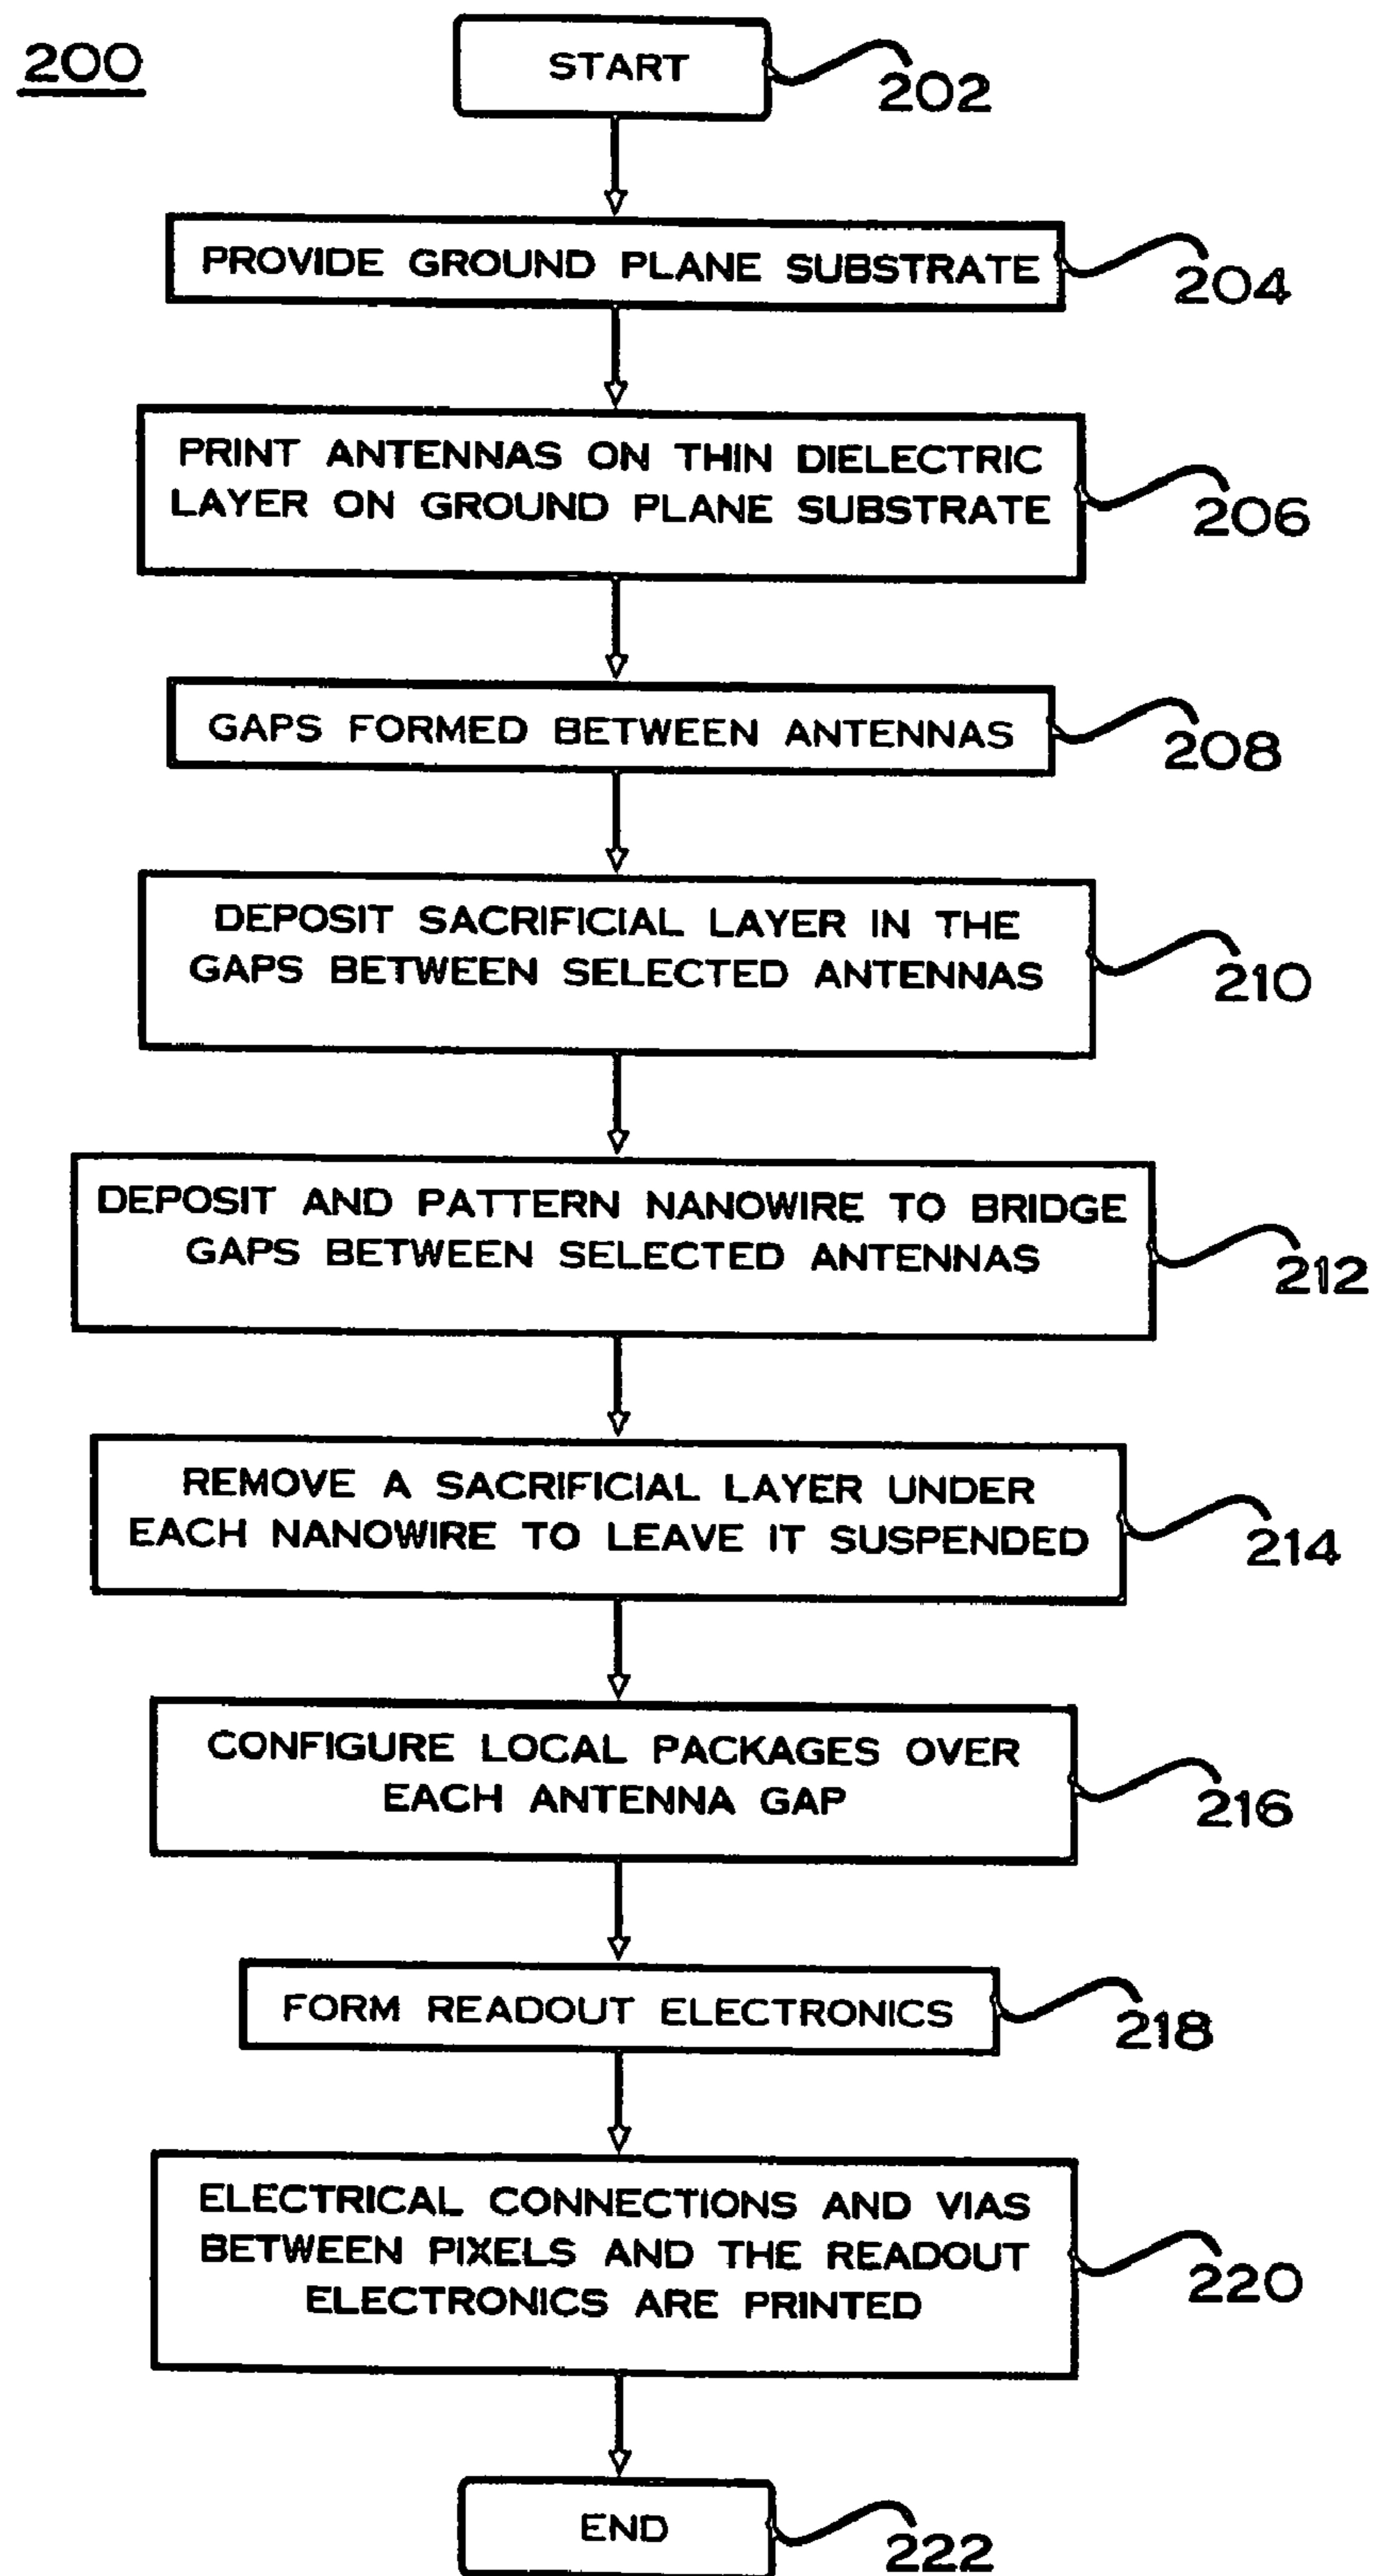 200
START
202
PROVIDE GROUND PLANE SUBSTRATE
204
PRINT ANTENNAS ON THIN DIELECTRIC
LAYER ON GROUND PLANE SUBSTRATE
206
GAPS FORMED BETWEEN ANTENNAS
208
DEPOSIT SACRIFICIAL LAYER IN THE
GAPS BETWEEN SELECTED ANTENNAS
210
DEPOSIT AND PATTERN NANOWIRE TO BRIDGE
GAPS BETWEEN SELECTED ANTENNAS
212
REMOVE A SACRIFICIAL LAYER UNDER
EACH NANOWIRE TO LEAVE IT SUSPENDED
214
CONFIGURE LOCAL PACKAGES OVER
EACH ANTENNA GAP
216
FORM READOUT ELECTRONICS
218
ELECTRICAL CONNECTIONS AND VIAS
BETWEEN PIXELS AND THE READOUT
ELECTRONICS ARE PRINTED
220
END
222